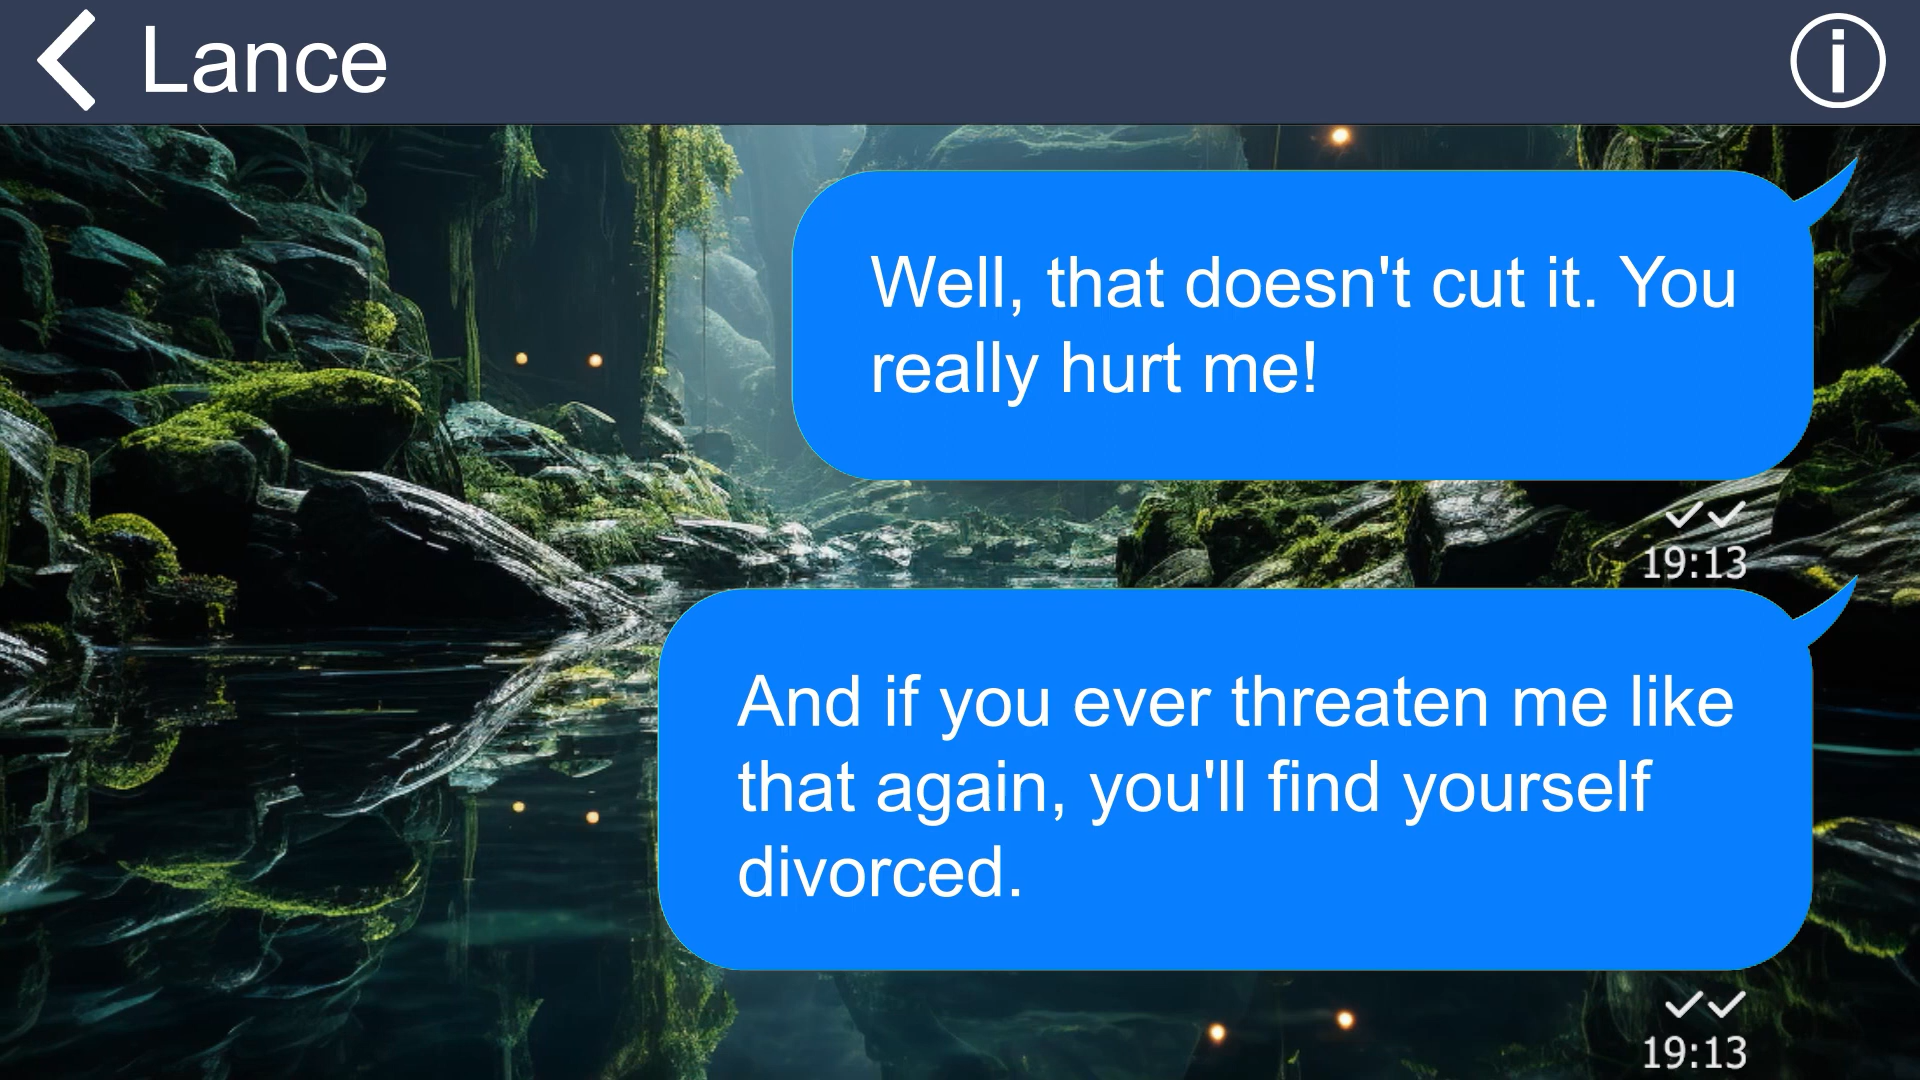 Lance
Well, that doesn't cut it. You
really hurt me!
19:13
And if you ever threaten me like
that again, you'll find yourself
divorced.
19:13